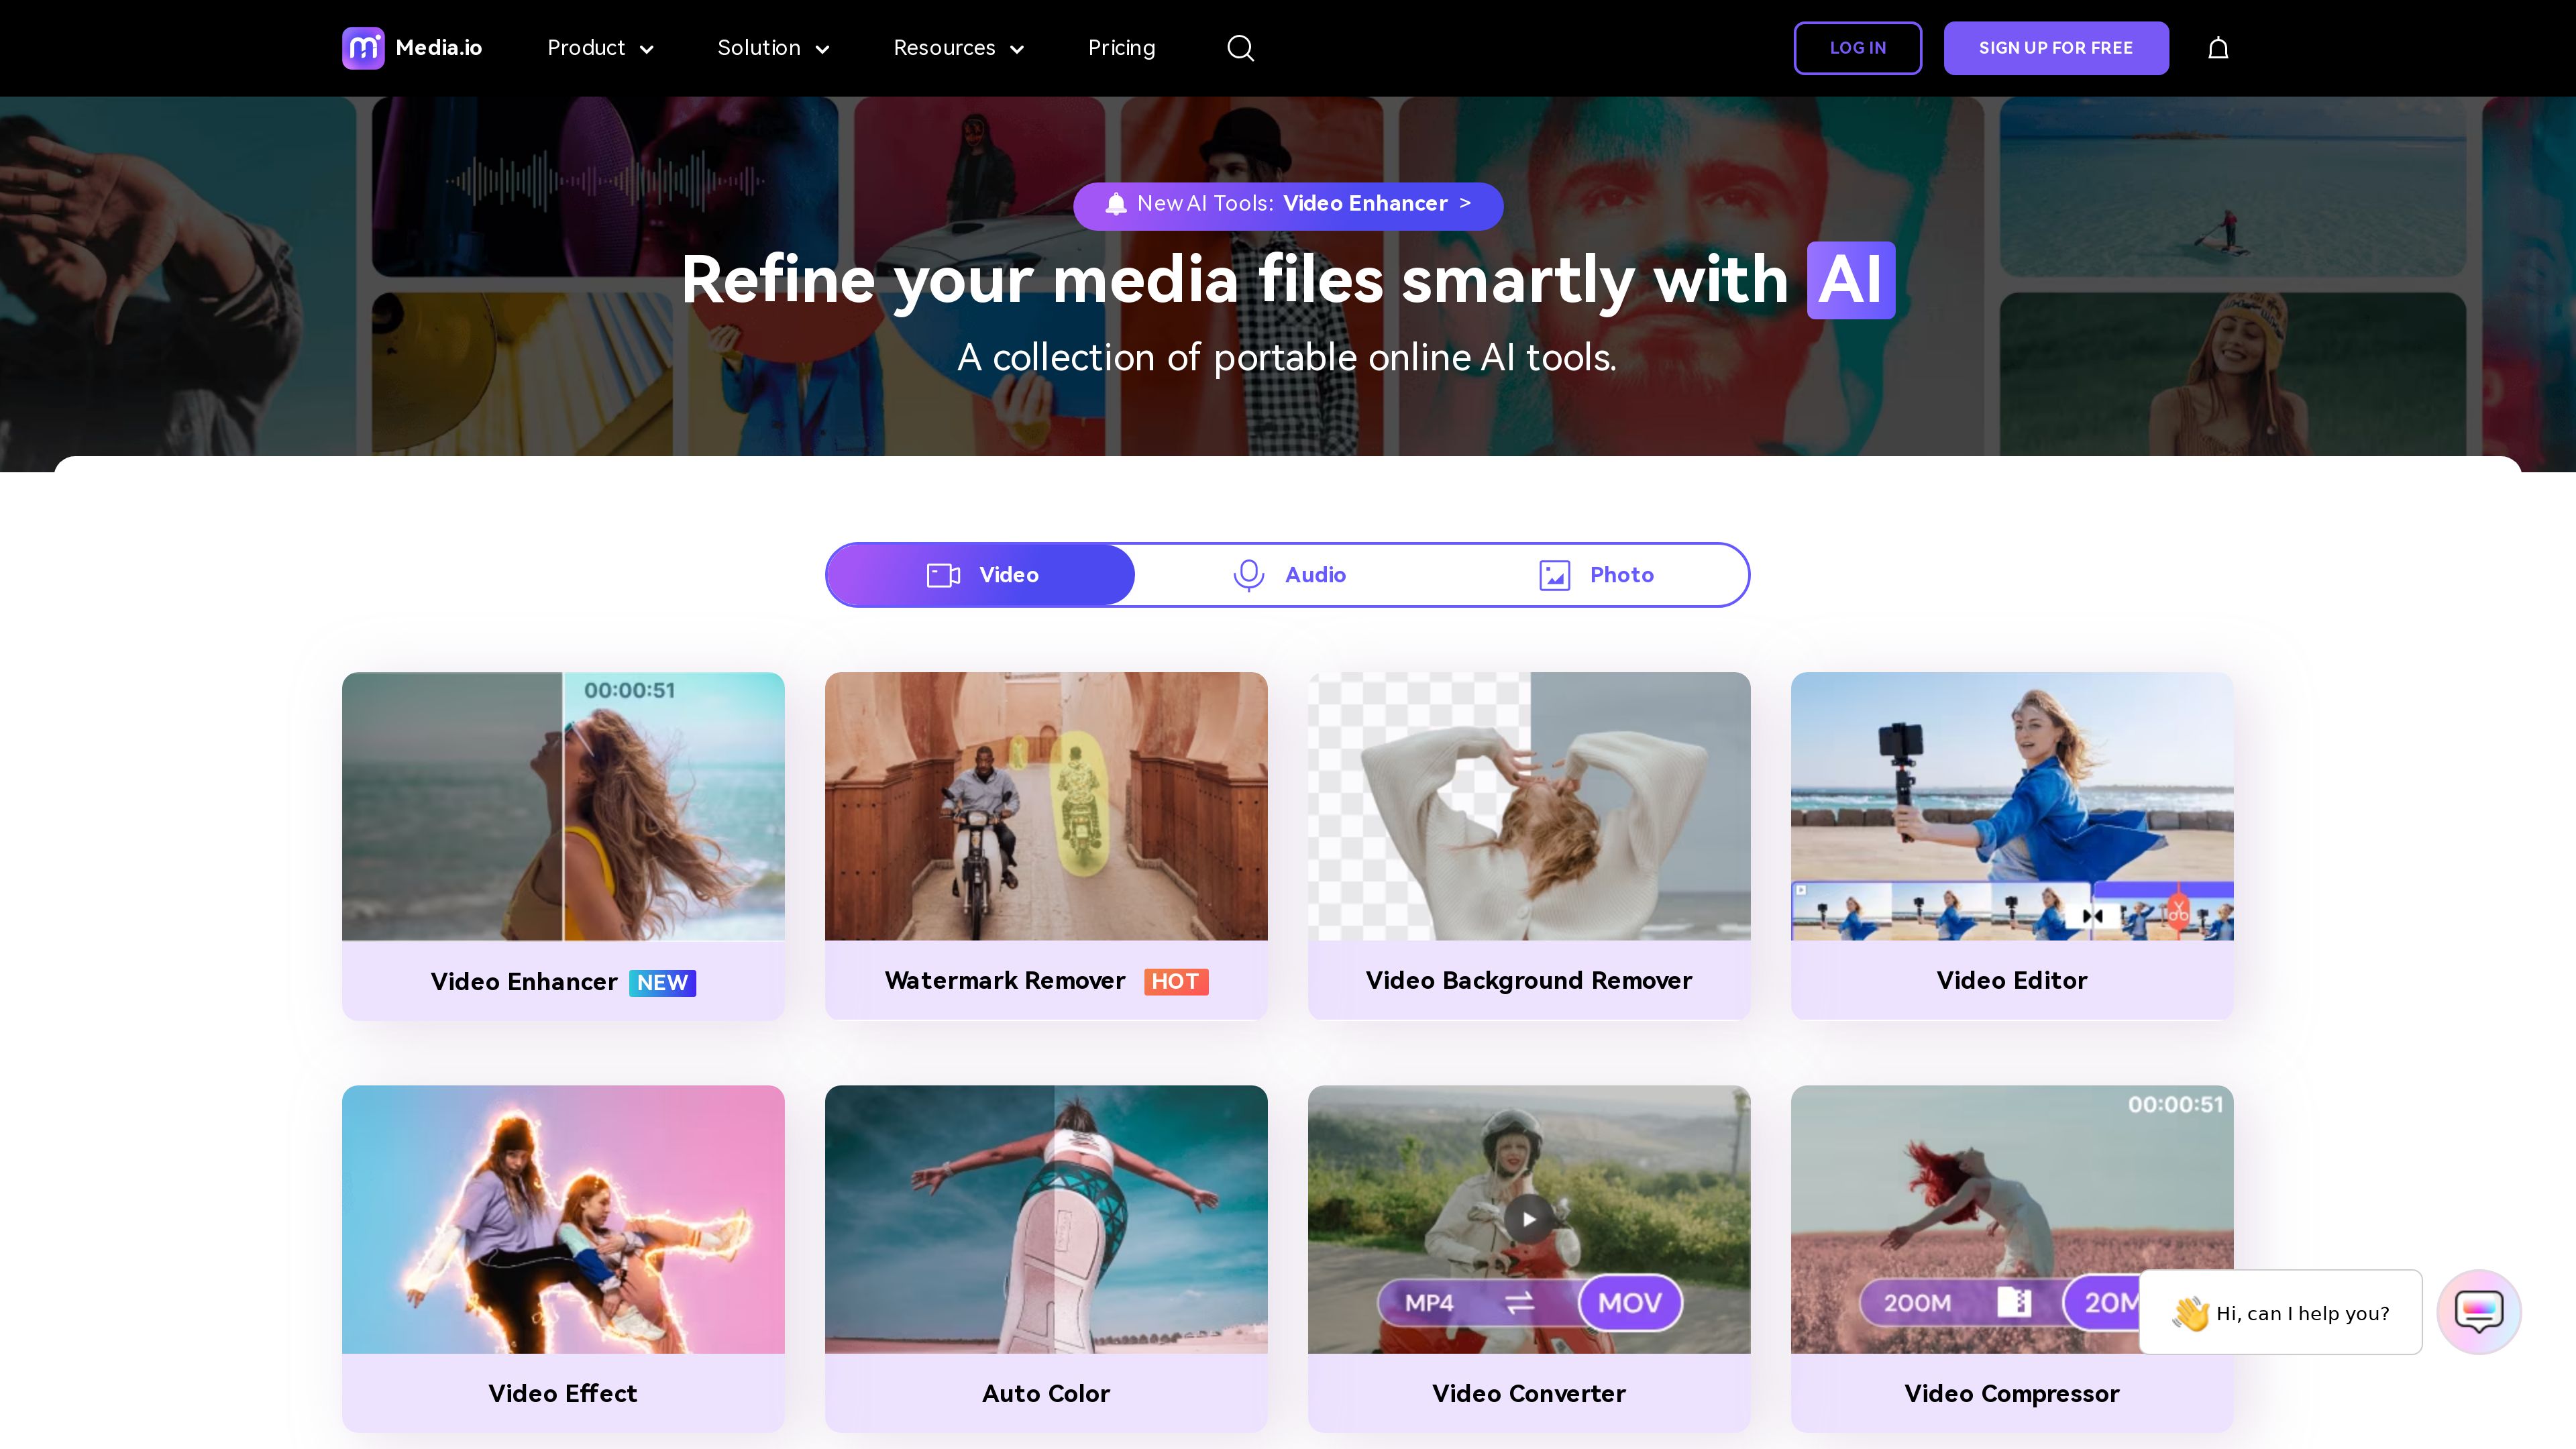 Media.io
Product
Solution
Resources
Pricing
LOG IN
SIGN UP FOR FREE
New AI Tools: Video Enhancer >
Refine your media files smartly with AI
A collection of portable online AI tools.
Video
Audio
Photo
00:00:51
Video Enhancer NEW
Watermark Remover HOT
Video Background Remover
Video Editor
MP4
MOV
00:00:51
200M
20M
Video Effect
Auto Color
Video Converter
Video Compressor
👋 Hi, can I help you?